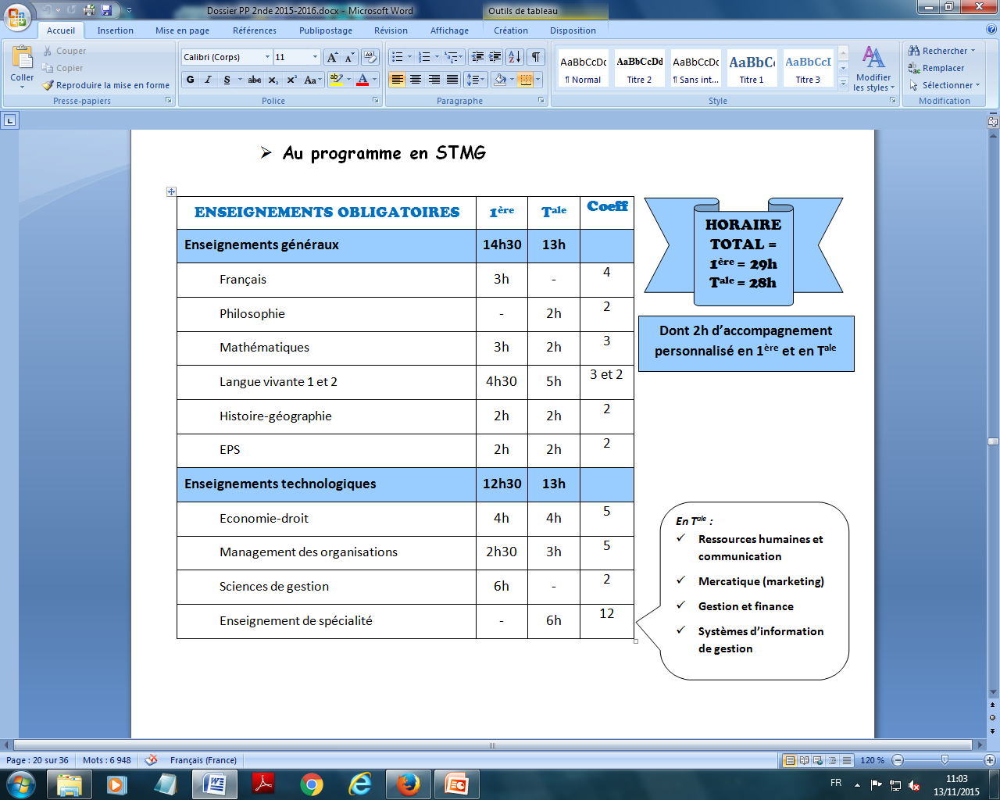 Dossier PP 2nde 2015-2016.docx - Microsoft Word
Outils de tableau
Accueil Insertion Mise en page Références Publipostage Révision Affichage Création Disposition
Coller
Couper
Copier
Reproduire la mise en forme
Presse-papiers
Calibri (Corps) 11
G I S abc x₂ x² Aa
Police
Paragraphe
AaBbCcDc AaBbCcDd AaBbCcDc AaBbCc AaBbCcI
¶ Normal Titre 2 ¶ Sans int... Titre 1 Titre 3
Modifier
les styles
Style
Rechercher
Remplacer
Sélectionner
Modification
Au programme en STMG
ENSEIGNEMENTS OBLIGATOIRES 1ère Tale Coeff
Enseignements généraux 14h30 13h
Français 3h - 4
Philosophie - 2h 2
Mathématiques 3h 2h 3
Langue vivante 1 et 2 4h30 5h 3 et 2
Histoire-géographie 2h 2h 2
EPS 2h 2h 2
Enseignements technologiques 12h30 13h
Economie-droit 4h 4h 5
Management des organisations 2h30 3h 5
Sciences de gestion 6h - 2
Enseignement de spécialité - 6h 12
HORAIRE
TOTAL =
1ère = 29h
Tale = 28h
Dont 2h d’accompagnement
personnalisé en 1ère et en Tale
En Tale :
Ressources humaines et
communication
Mercatique (marketing)
Gestion et finance
Systèmes d’information
de gestion
Page : 20 sur 36 Mots : 6 948 Français (France) 120 %
FR 11:03
13/11/2015